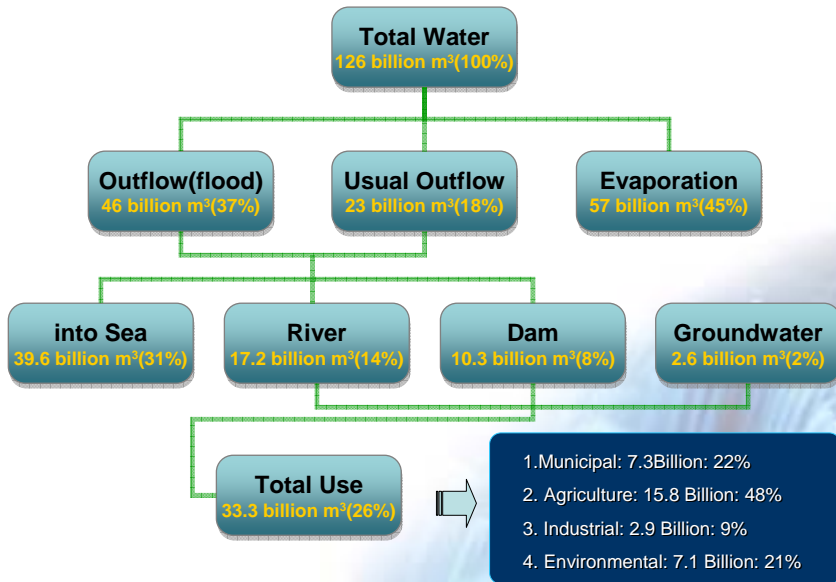 Total Water
126 billion m³(100%)
Outflow(flood)
46 billion m³(37%)
Usual Outflow
23 billion m³(18%)
Evaporation
57 billion m³(45%)
into Sea
39.6 billion m³(31%)
River
17.2 billion m³(14%)
Dam
10.3 billion m³(8%)
Groundwater
2.6 billion m³(2%)
Total Use
33.3 billion m³(26%)
1.Municipal: 7.3Billion: 22%
2. Agriculture: 15.8 Billion: 48%
3. Industrial: 2.9 Billion: 9%
4. Environmental: 7.1 Billion: 21%